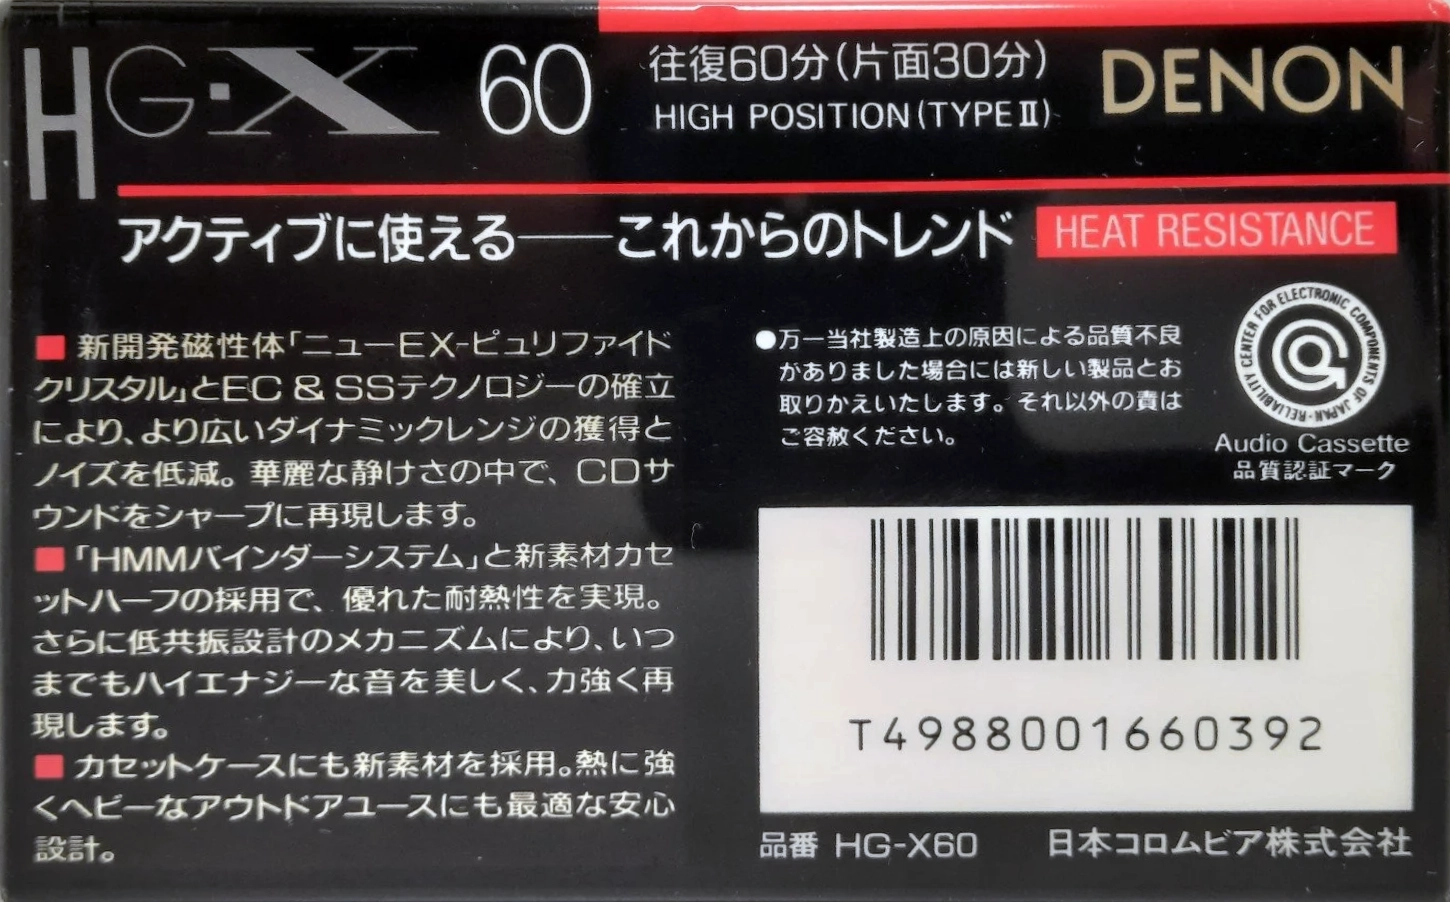 HG·X 60
往復60分(片面30分)
HIGH POSITION(TYPEⅡ)
DENON
アクティブに使える──これからのトレンド
HEAT RESISTANCE
■新開発磁性体「ニューEX-ピュリファイド
クリスタル」とEC & SSテクノロジーの確立
により、より広いダイナミックレンジの獲得と
ノイズを低減。華麗な静けさの中で、CDサ
ウンドをシャープに再現します。
■「HMMバインダーシステム」と新素材カセ
ットハーフの採用で、優れた耐熱性を実現。
さらに低共振設計のメカニズムにより、いつ
までもハイエナジーな音を美しく、力強く再
現します。
■カセットケースにも新素材を採用。熱に強
くヘビーなアウトドアユースにも最適な安心
設計。
●万一当社製造上の原因による品質不良
がありました場合には新しい製品とお
取りかえいたします。それ以外の責は
ご容赦ください。
RELIABILITY CENTER FOR ELECTRONIC COMPONENTS OF JAPAN
Audio Cassette
品質認証マーク
T4988001660392
品番 HG-X60
日本コロムビア株式会社